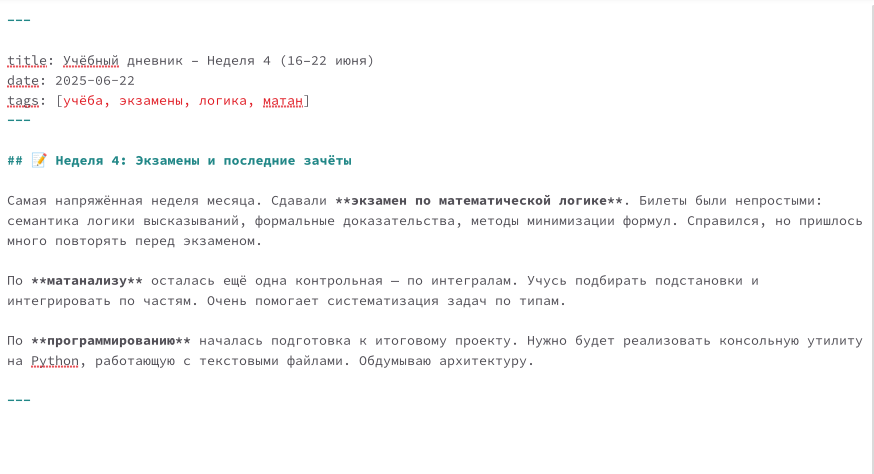 ---
title: Учёбный дневник – Неделя 4 (16–22 июня)
date: 2025-06-22
tags: [учёба, экзамены, логика, матан]
---
## 📝 Неделя 4: Экзамены и последние зачёты
Самая напряжённая неделя месяца. Сдавали **экзамен по математической логике**. Билеты были непростыми:
семантика логики высказываний, формальные доказательства, методы минимизации формул. Справился, но пришлось
много повторять перед экзаменом.
По **матанализу** осталась ещё одна контрольная — по интегралам. Учусь подбирать подстановки и
интегрировать по частям. Очень помогает систематизация задач по типам.
По **программированию** началась подготовка к итоговому проекту. Нужно будет реализовать консольную утилиту
на Python, работающую с текстовыми файлами. Обдумываю архитектуру.
---